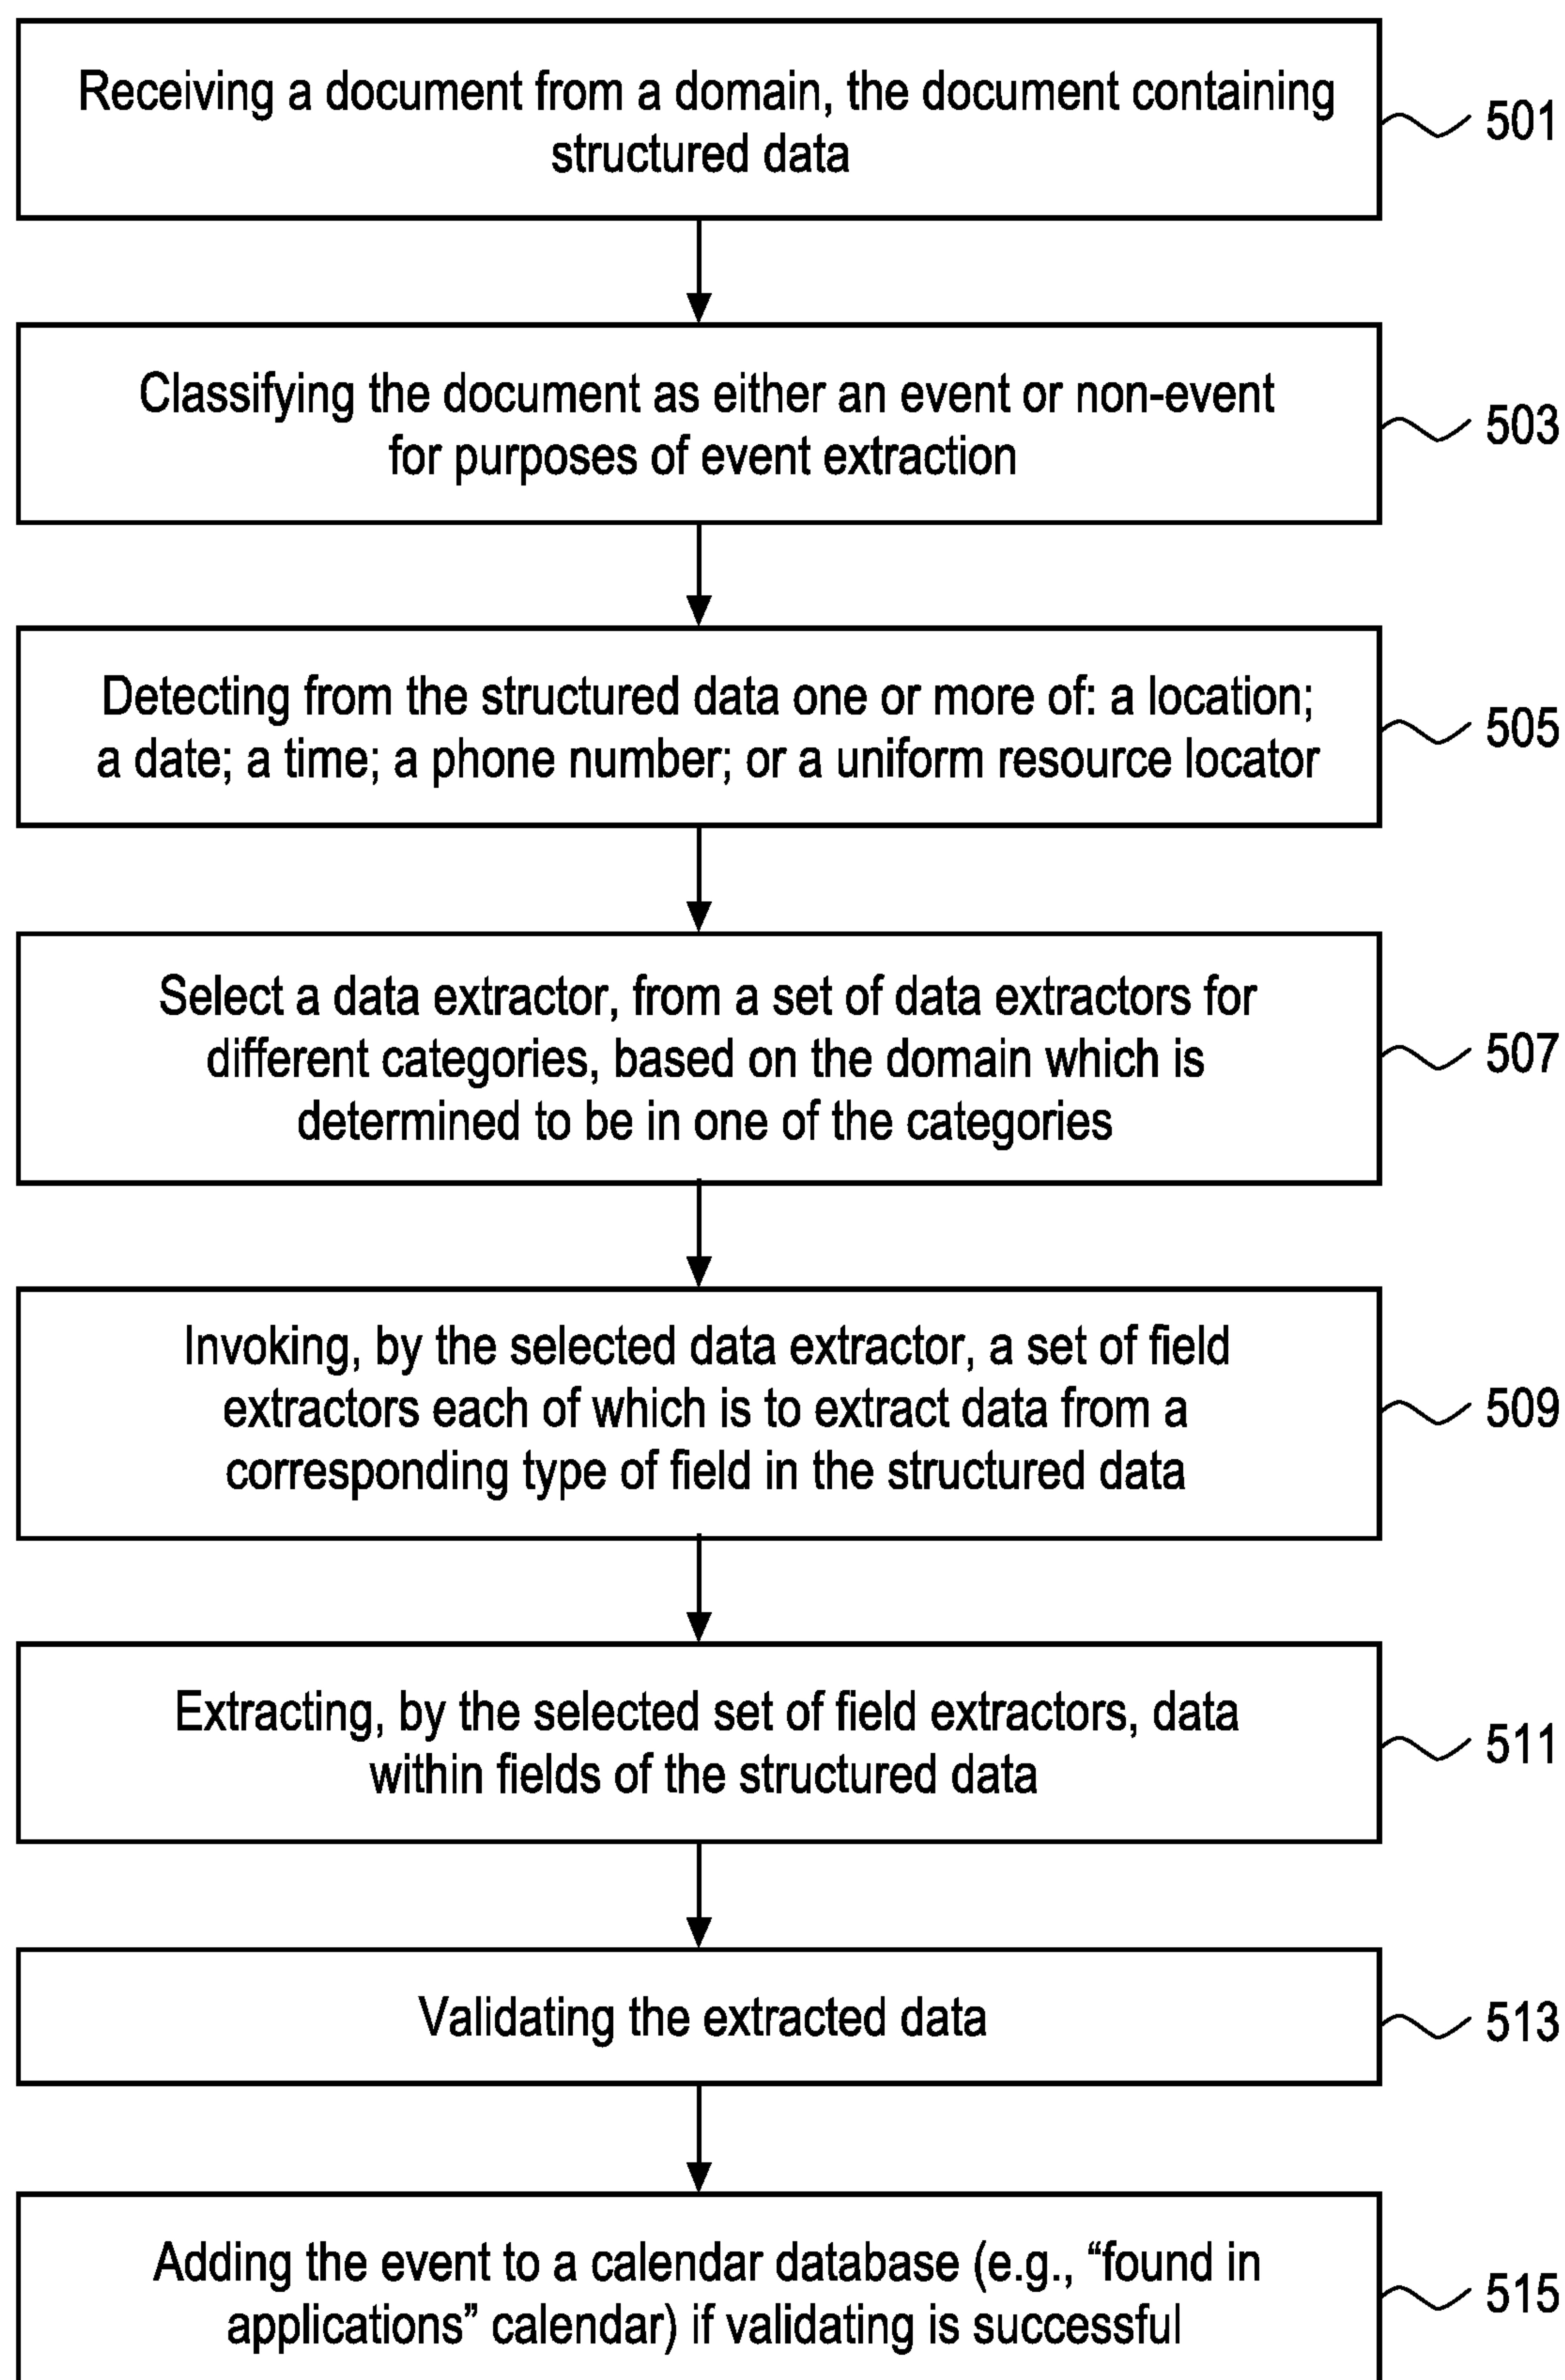 Receiving a document from a domain, the document containing
structured data
501
Classifying the document as either an event or non-event
for purposes of event extraction
503
Detecting from the structured data one or more of: a location;
a date; a time; a phone number; or a uniform resource locator
505
Select a data extractor, from a set of data extractors for
different categories, based on the domain which is
determined to be in one of the categories
507
Invoking, by the selected data extractor, a set of field
extractors each of which is to extract data from a
corresponding type of field in the structured data
509
Extracting, by the selected set of field extractors, data
within fields of the structured data
511
Validating the extracted data
513
Adding the event to a calendar database (e.g., “found in
applications” calendar) if validating is successful
515